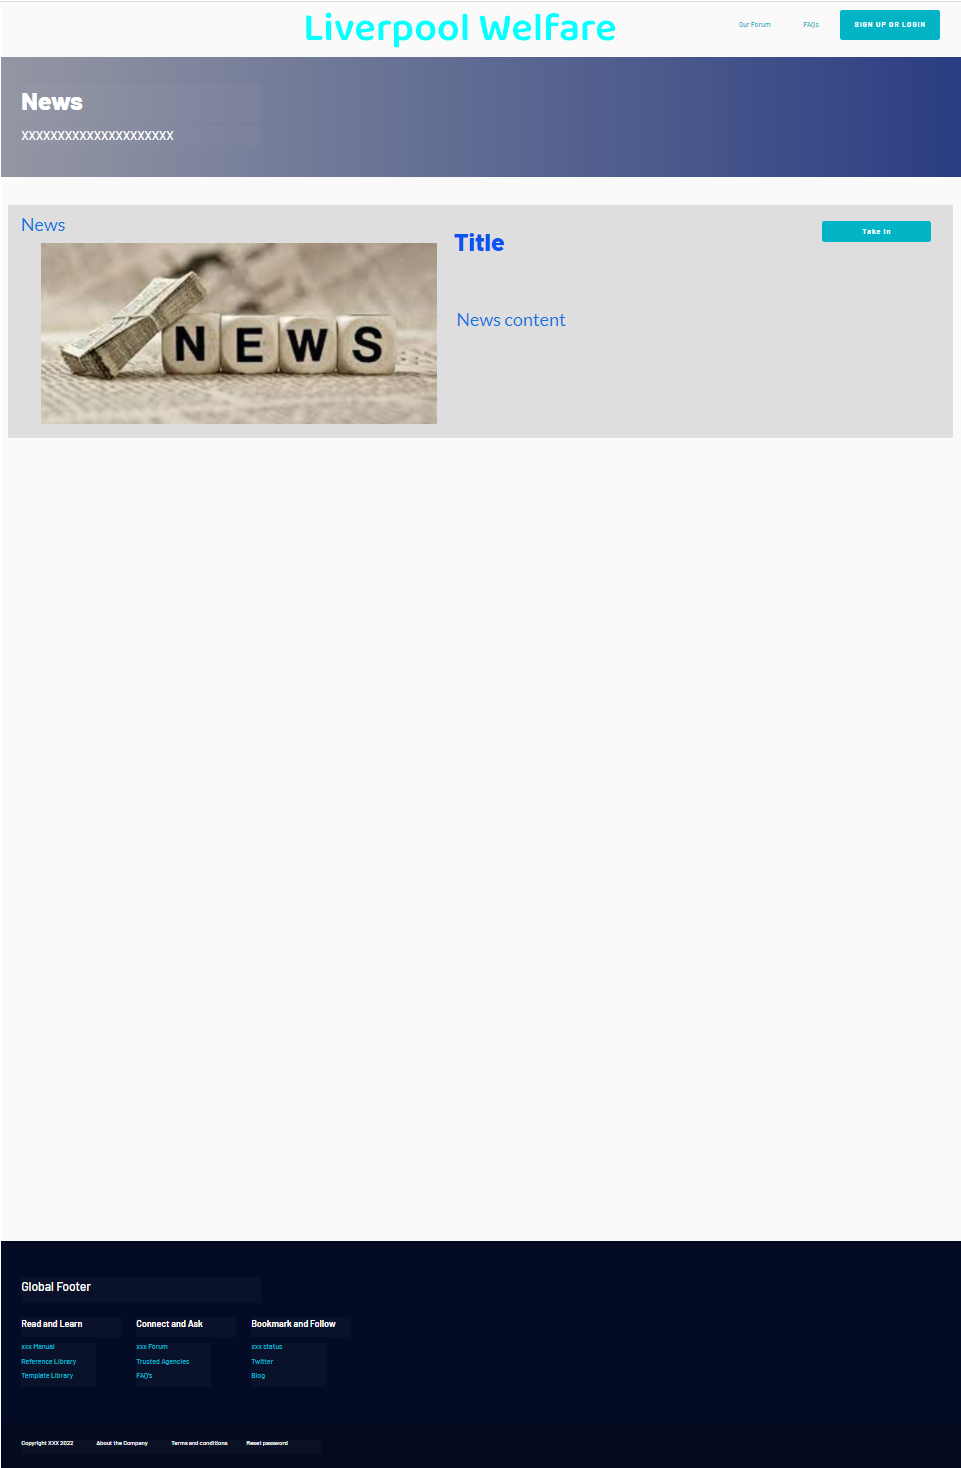 Liverpool Welfare
Our Forum FAQs SIGN UP OR LOGIN
News
XXXXXXXXXXXXXXXXXXXXX
News
Take In
Title
NEWS
News content
Global Footer
Read and Learn Connect and Ask Bookmark and Follow
xxx Manual xxx Forum xxx status
Reference Library Trusted Agencies Twitter
Template Library FAQ's Blog
Copyright XXX 2022 About the Company Terms and conditions Reset password